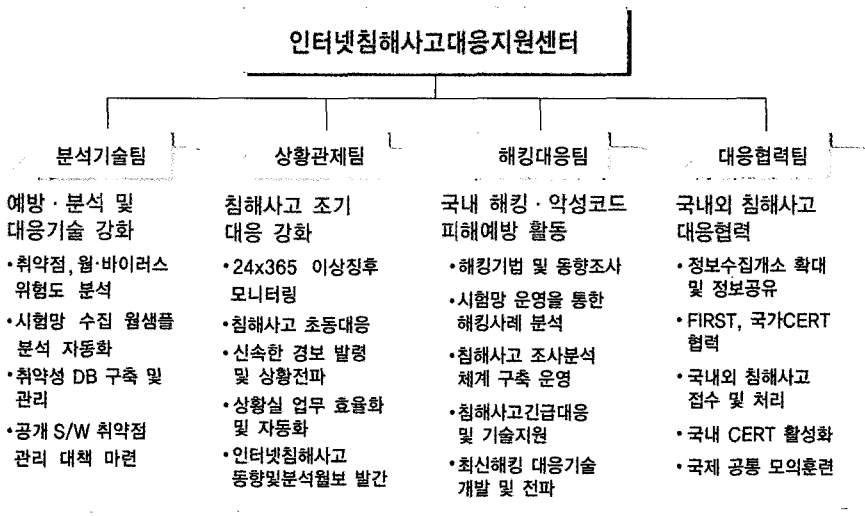 인터넷침해사고대응지원센터
분석기술팀
예방·분석 및
대응기술 강화
•취약점, 웜·바이러스
위험도 분석
•시험망 수집 웜샘플
분석 자동화
•취약성 DB 구축 및
관리
•공개 S/W 취약점
관리 대책 마련
상황관제팀
침해사고 조기
대응 강화
•24x365 이상징후
모니터링
•침해사고 초동대응
•신속한 경보 발령
및 상황전파
•상황실 업무 효율화
및 자동화
•인터넷침해사고
동향및분석월보 발간
해킹대응팀
국내 해킹·악성코드
피해예방 활동
•해킹기법 및 동향조사
•시험망 운영을 통한
해킹사례 분석
•침해사고 조사분석
체계 구축 운영
•침해사고긴급대응
및 기술지원
•최신해킹 대응기술
개발 및 전파
대응협력팀
국내외 침해사고
대응협력
•정보수집개소 확대
및 정보공유
•FIRST, 국가CERT
협력
•국내외 침해사고
접수 및 처리
•국내 CERT 활성화
•국제 공통 모의훈련